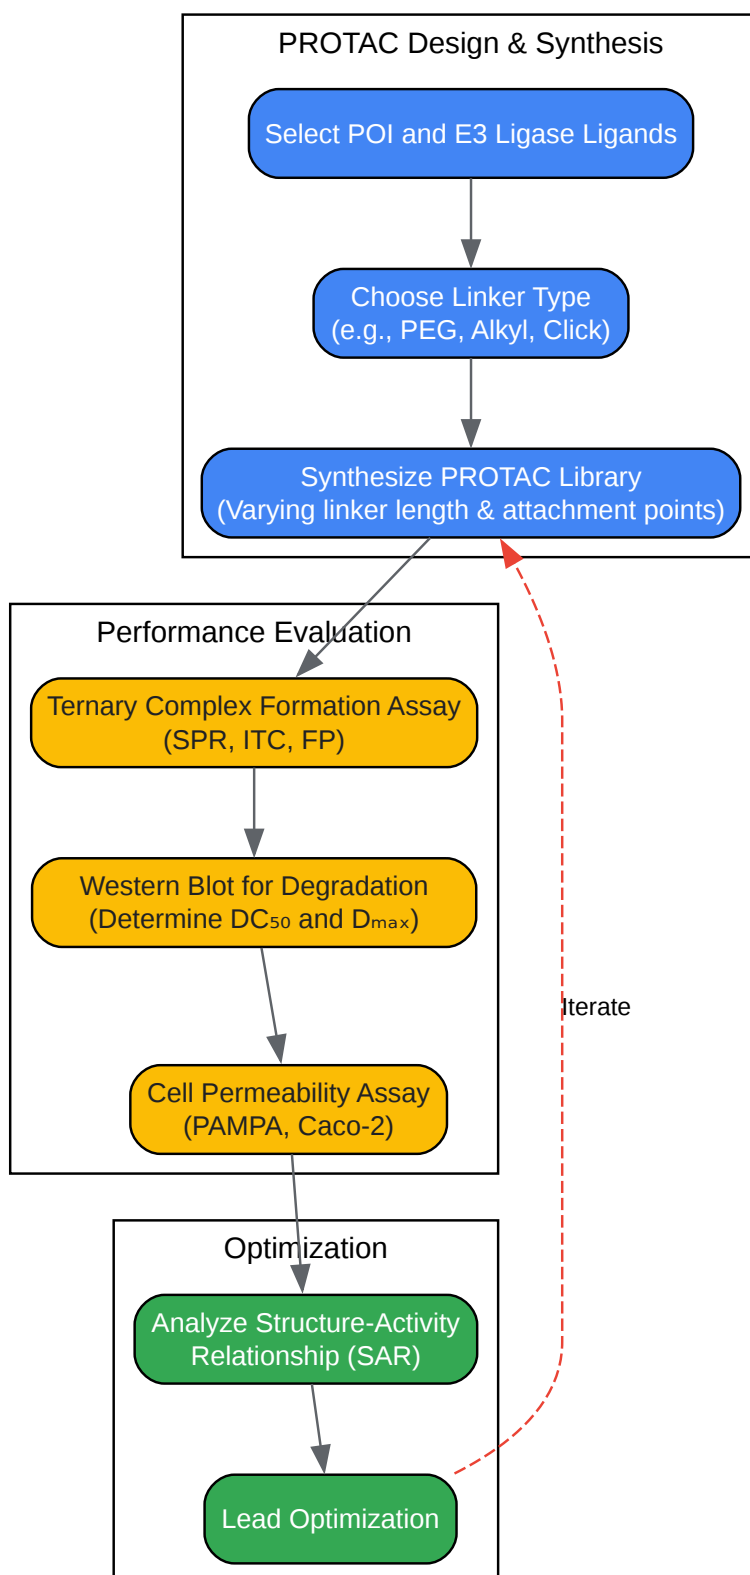 PROTAC Design & Synthesis
Select POI and E3 Ligase Ligands
Choose Linker Type
(e.g., PEG, Alkyl, Click)
Synthesize PROTAC Library
(Varying linker length & attachment points)
Performance Evaluation
Ternary Complex Formation Assay
(SPR, ITC, FP)
Western Blot for Degradation
(Determine DC₅₀ and Dₘₐₓ)
Iterate
Cell Permeability Assay
(PAMPA, Caco-2)
Optimization
Analyze Structure-Activity
Relationship (SAR)
Lead Optimization